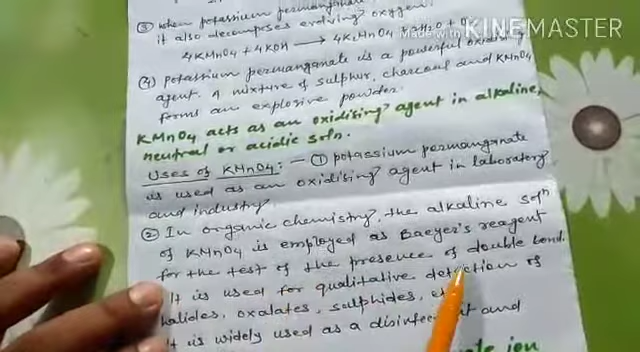 ③ when potassium permanganate
it also decomposes evolving oxygen.
4KMnO4 + 4KOH → 4K2MnO4
Made with KINEMASTER
④ Potassium permanganate is a powerful oxidising
agent. A mixture of sulphur, charcoal and KMnO4
forms an explosive powder.
KMnO4 acts as an oxidising agent in alkaline,
neutral or acidic soln.
Uses of KMnO4:- ① potassium permanganate
is used as an oxidising agent in laboratory
and industry
② In organic chemistry, the alkaline soln
of KMnO4 is employed as Baeyer's reagent
for the test of the presence of double bond.
It is used for qualitative detection of
halides, oxalates, sulphides,
It is widely used as a disinfectant and
ion